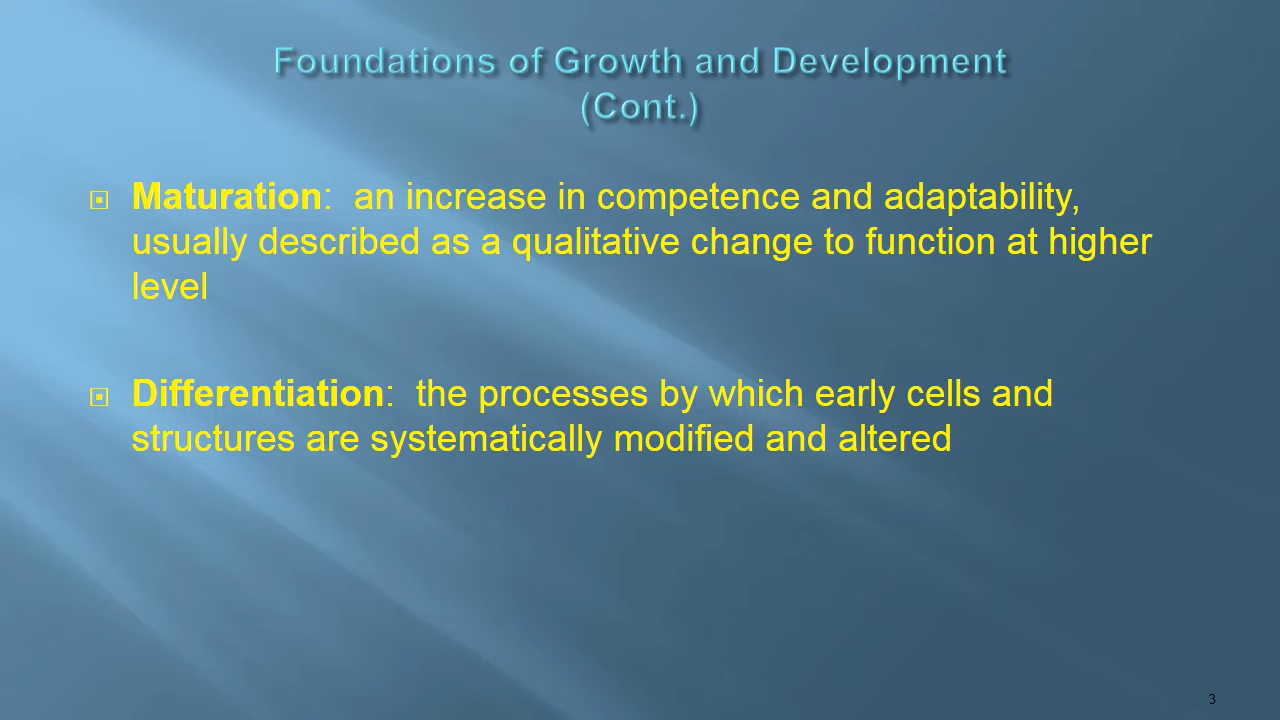 Foundations of Growth and Development
(Cont.)
Maturation:  an increase in competence and adaptability,
usually described as a qualitative change to function at higher
level
Differentiation:  the processes by which early cells and
structures are systematically modified and altered
3